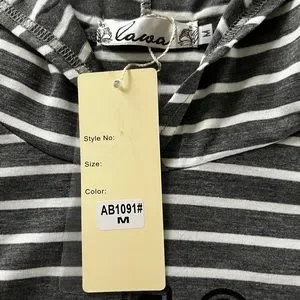 M
Style No:
Size:
Color:
AB1091#
M